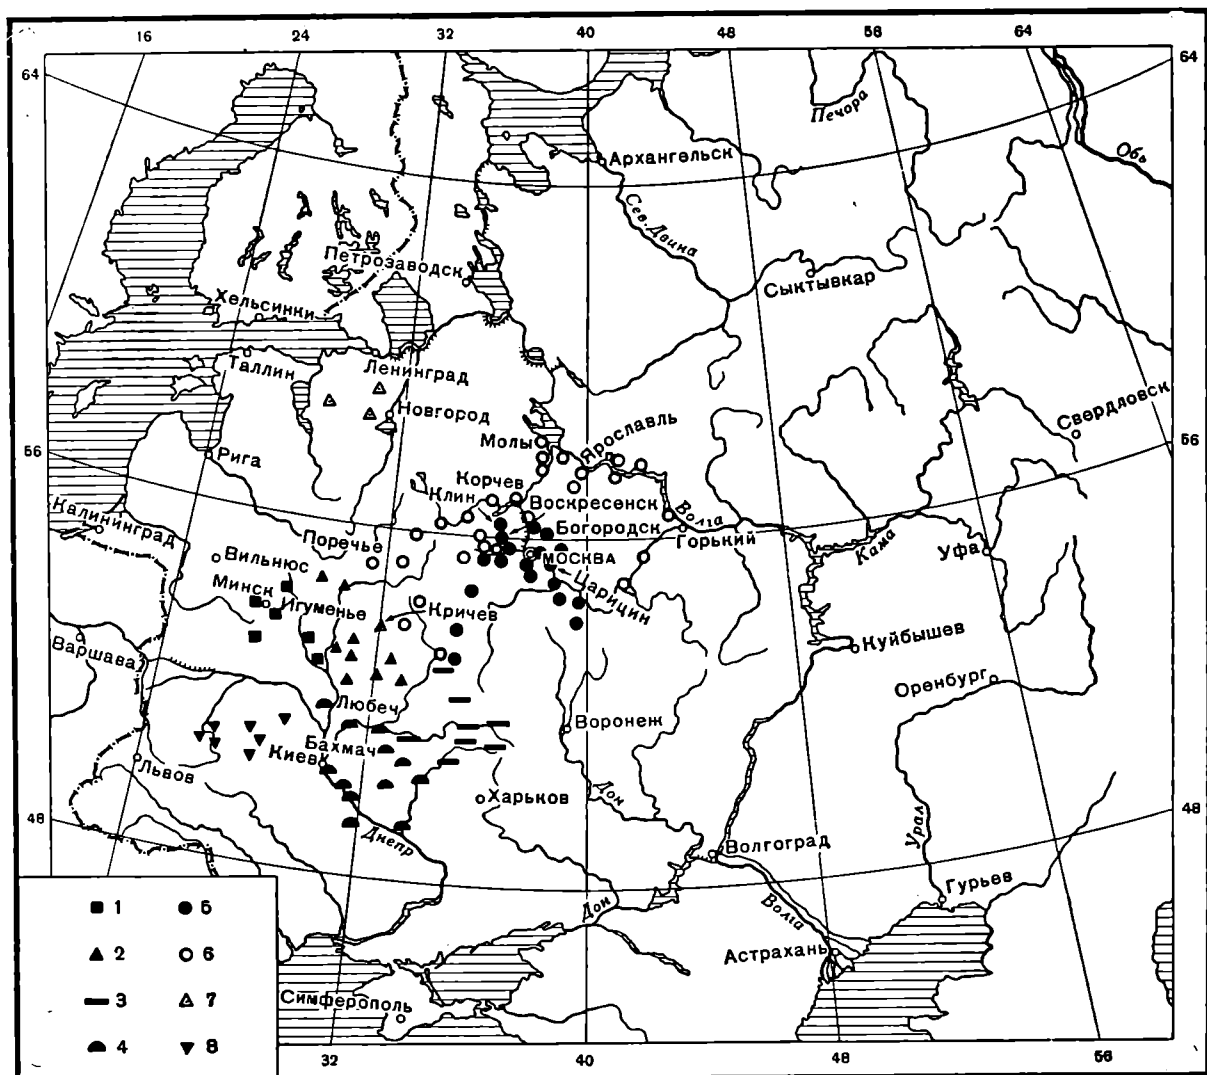 16 24 32 40 48 58 64
64 64
Печора
Обь
Архангельск
Сев. Двина
Петрозаводск
Сыктывкар
Хельсинки
Таллин
Ленинград
Новгород
Свердловск
56 56
Молы
Ярославль
Рига
Корчев
Клин
Воскресенск
Волга
Калининград
Богородск
Поречье
Горький
Кама
Уфа
Вильнюс
МОСКВА
Царицин
Минск
Игуменье
Кричев
Куйбышев
Варшава
Оренбург
Любеч
Воронеж
Бахмач
Киев
Львов
Харьков
Дон
48 48
Днепр
Волгоград
Урал
Гурьев
1 5
Дон
Волга
2 6
Астрахань
3 7
Симферополь
4 8
32 40 48 56